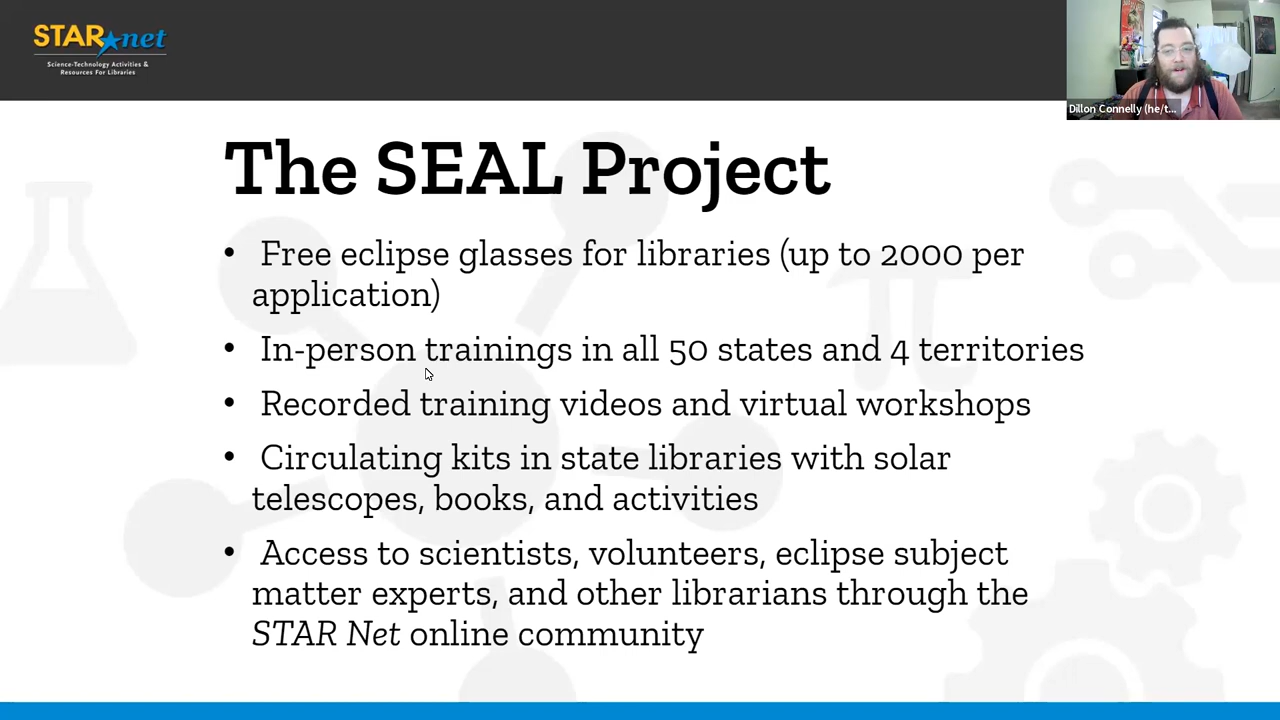 STAR net
Science-Technology Activities &
Resources For Libraries
Dillon Connelly (he/t...
The SEAL Project
• Free eclipse glasses for libraries (up to 2000 per
application)
• In-person trainings in all 50 states and 4 territories
• Recorded training videos and virtual workshops
• Circulating kits in state libraries with solar
telescopes, books, and activities
• Access to scientists, volunteers, eclipse subject
matter experts, and other librarians through the
STAR Net online community